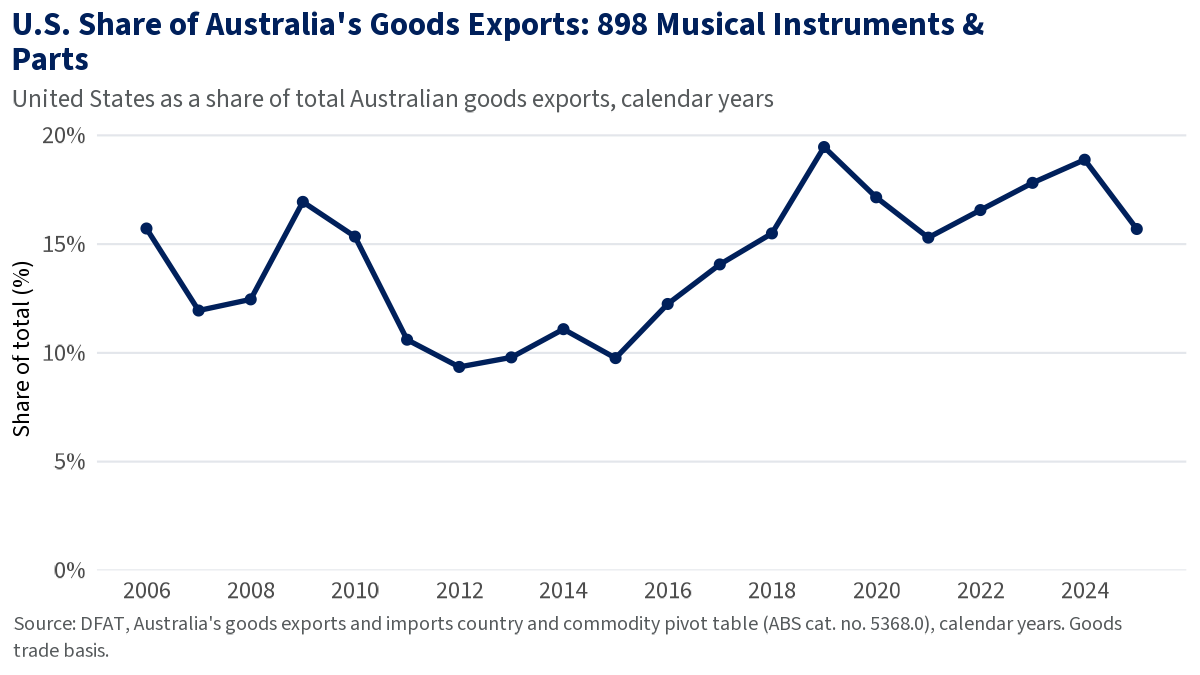 U.S. Share of Australia's Goods Exports: 898 Musical Instruments &
Parts
United States as a share of total Australian goods exports, calendar years
Share of total (%)
20%
15%
10%
5%
0%
2006 2008 2010 2012 2014 2016 2018 2020 2022 2024
Source: DFAT, Australia's goods exports and imports country and commodity pivot table (ABS cat. no. 5368.0), calendar years. Goods
trade basis.